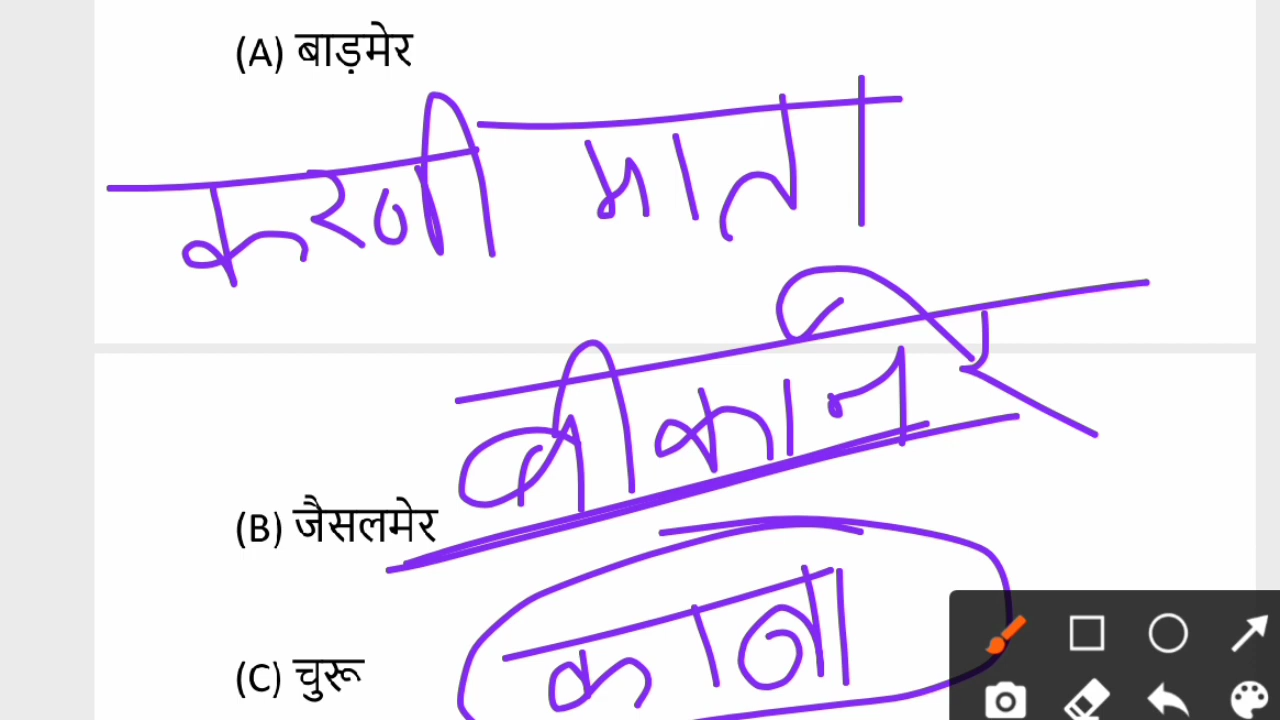 (A) बाड़मेर
करणी माता
बीकानेर
(B) जैसलमेर
(C) चुरू